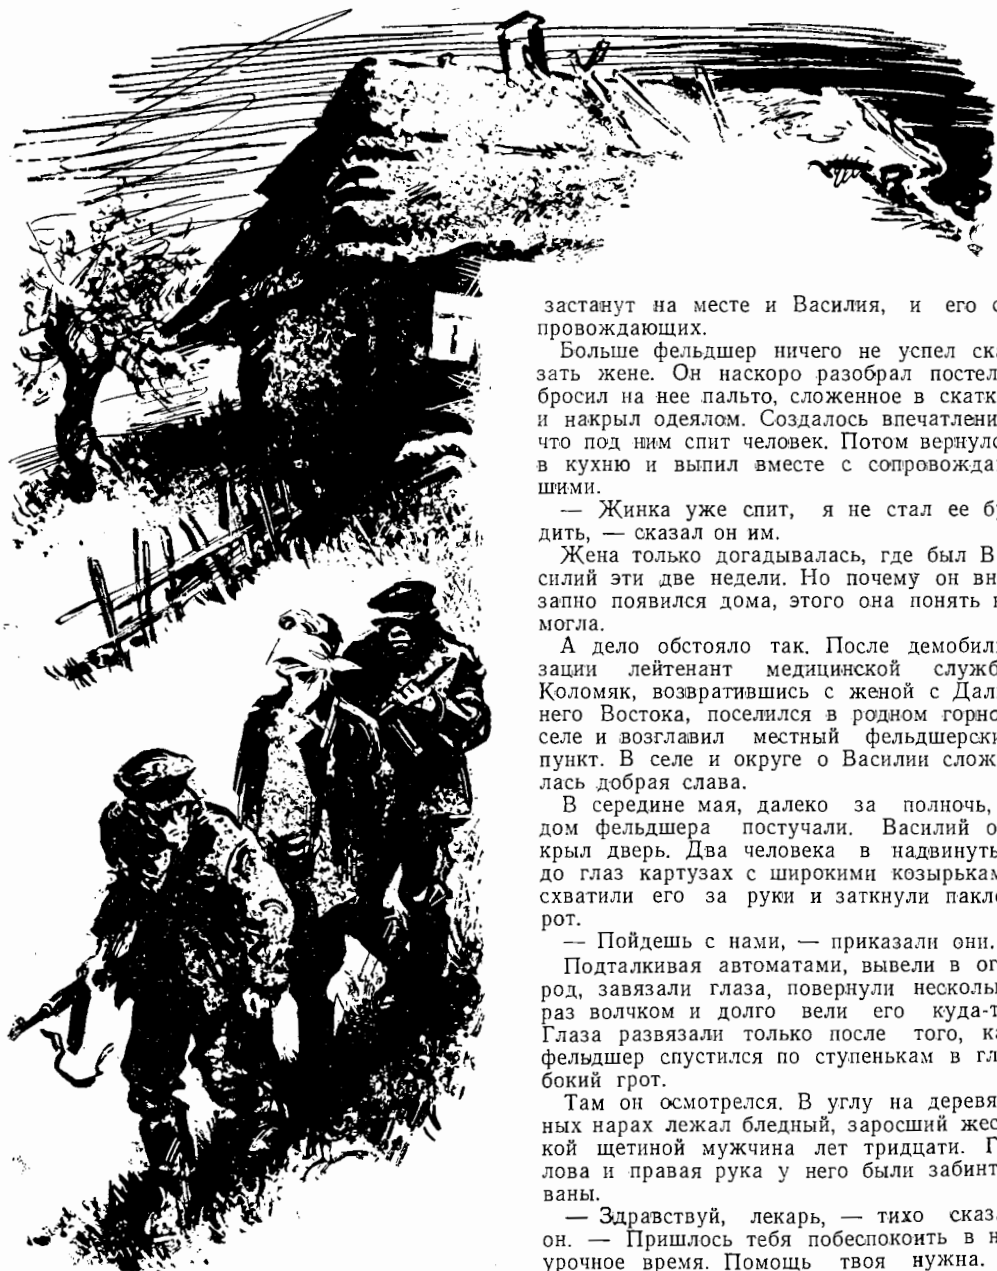 застанут на месте и Василия, и его с
провождающих.
Больше фельдшер ничего не успел ск
зать жене. Он наскоро разобрал постел
бросил на нее пальто, сложенное в скатк
и накрыл одеялом. Создалось впечатлени
что под ним спит человек. Потом вернулс
в кухню и выпил вместе с сопровожда
шими.
— Жинка уже спит, я не стал ее б
дить, — сказал он им.
Жена только догадывалась, где был В
силий эти две недели. Но почему он вн
запно появился дома, этого она понять н
могла.
А дело обстояло так. После демобили
зации лейтенант медицинской служб
Коломяк, возвратившись с женой с Дал
него Востока, поселился в родном горно
селе и возглавил местный фельдшерски
пункт. В селе и округе о Василии слож
лась добрая слава.
В середине мая, далеко за полночь,
дом фельдшера постучали. Василий о
крыл дверь. Два человека в надвинуты
до глаз картузах с широкими козырькам
схватили его за руки и заткнули пакле
рот.
— Пойдешь с нами, — приказали они.
Подталкивая автоматами, вывели в ог
род, завязали глаза, повернули нескольк
раз волчком и долго вели его куда-т
Глаза развязали только после того, ка
фельдшер спустился по ступенькам в гл
бокий грот.
Там он осмотрелся. В углу на деревя
ных нарах лежал бледный, заросший жес
кой щетиной мужчина лет тридцати. Г
лова и правая рука у него были забинт
ваны.
— Здравствуй, лекарь, — тихо сказ
он. — Пришлось тебя побеспокоить в н
урочное время. Помощь твоя нужна.